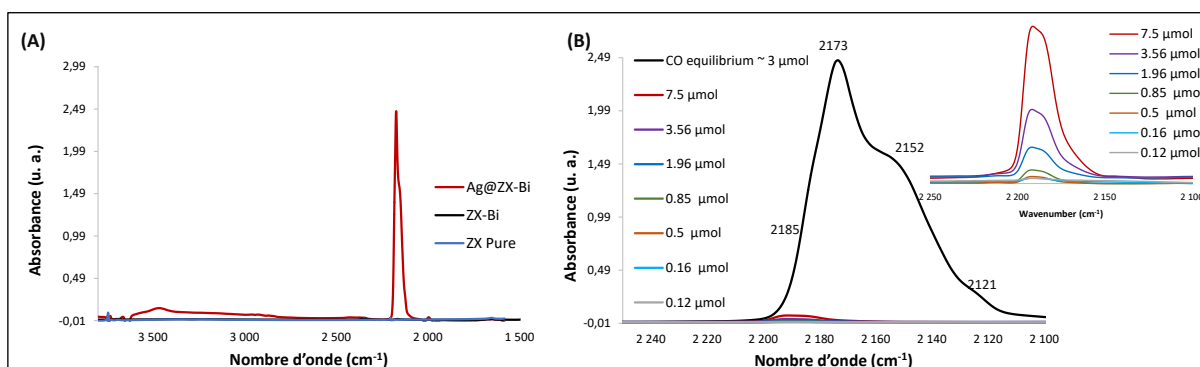 (A)
2,99
2,49
1,99
1,49
0,99
0,49
-0,01
Absorbance (u. a.)
3 500
3 000
2 500
2 000
1 500
Nombre d'onde (cm-1)
Ag@ZX-Bi
ZX-Bi
ZX Pure
(B)
2,49
1,99
1,49
0,99
0,49
-0,01
Absorbance (u. a.)
CO equilibrium ~ 3 µmol
7.5 µmol
3.56 µmol
1.96 µmol
0.85 µmol
0.5 µmol
0.16 µmol
0.12 µmol
2173
2152
2185
2121
2 240
2 220
2 200
2 180
2 160
2 140
2 120
2 100
Nombre d'onde (cm-1)
2 250
2 200
2 150
2 100
Wavenumber (cm-1)
7.5 µmol
3.56 µmol
1.96 µmol
0.85 µmol
0.5 µmol
0.16 µmol
0.12 µmol